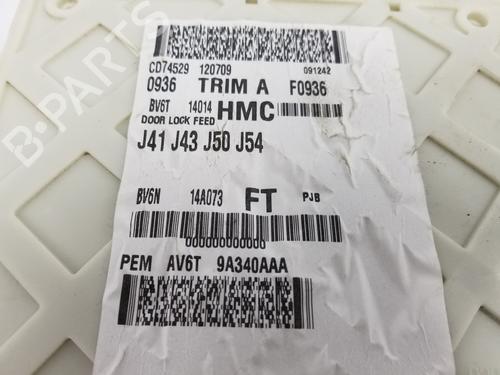 CD74529 120709 091242
0936 TRIM A F0936
BV6T 14014 HMC
DOOR LOCK FEED
J41 J43 J50 J54
BV6N 14A073 FT PJB
000000000000
PEM AV6T 9A340AAA
B-PARTS